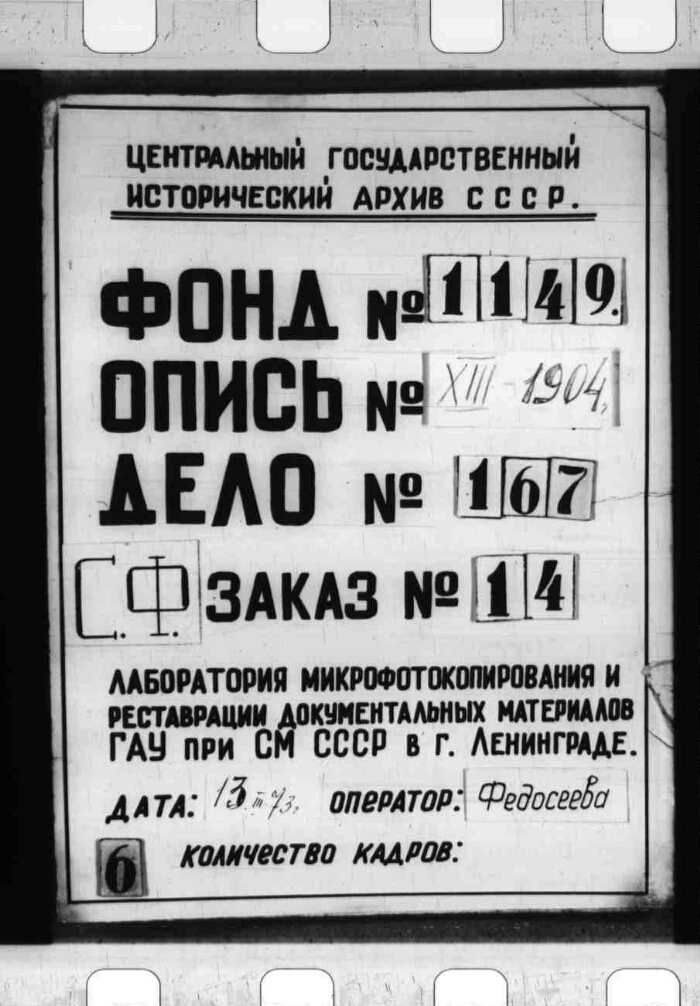 ЦЕНТРАЛЬНЫЙ ГОСУДАРСТВЕННЫЙ
ИСТОРИЧЕСКИЙ АРХИВ СССР.
ФОНД № 1149.
ОПИСЬ № XIII-1904,
ДЕЛО № 167
С.Ф. ЗАКАЗ № 14
ЛАБОРАТОРИЯ МИКРОФОТОКОПИРОВАНИЯ И
РЕСТАВРАЦИИ ДОКУМЕНТАЛЬНЫХ МАТЕРИАЛОВ
ГАУ ПРИ СМ СССР В Г. ЛЕНИНГРАДЕ.
ДАТА: 13 III 73. ОПЕРАТОР: Федосеева
6 КОЛИЧЕСТВО КАДРОВ: